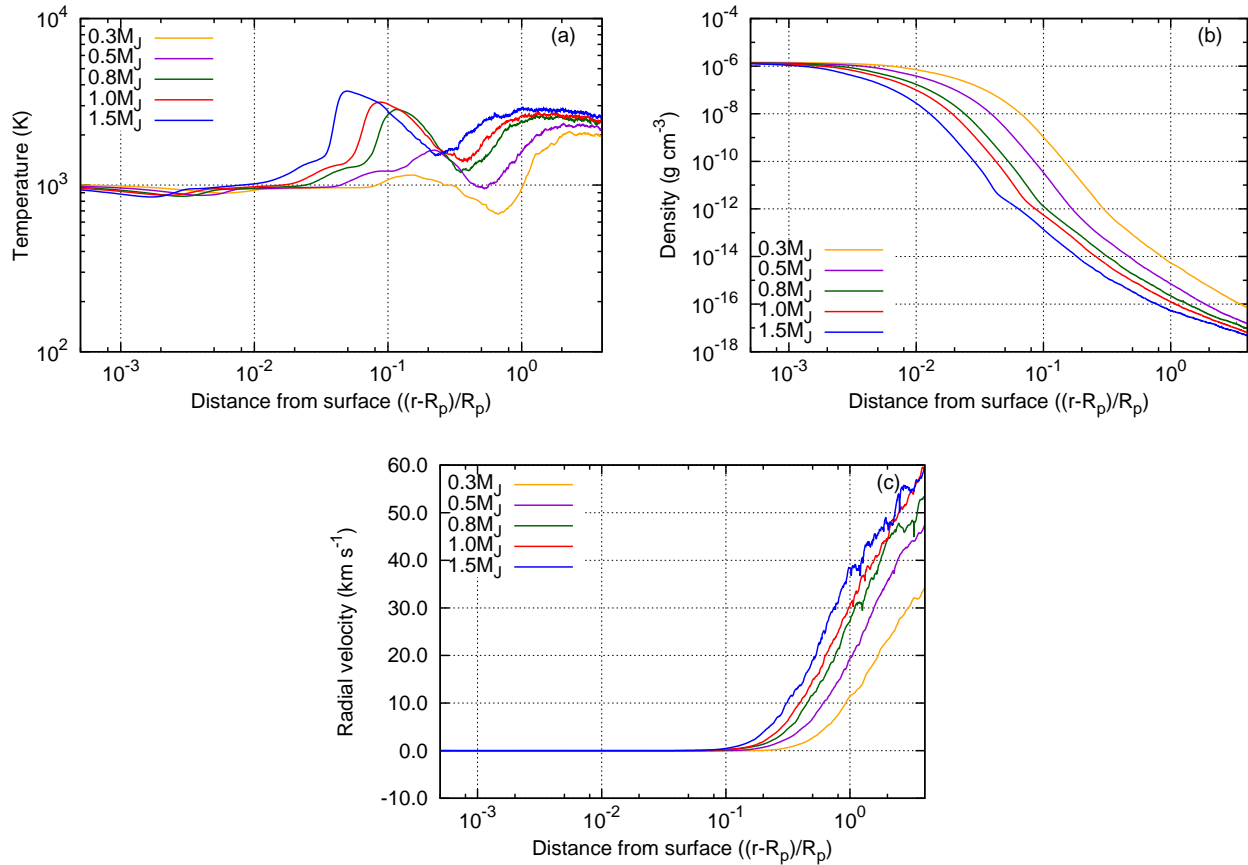 (a)
0.3M_J
0.5M_J
0.8M_J
1.0M_J
1.5M_J
10^4
10^3
10^2
Temperature (K)
10^-3 10^-2 10^-1 10^0
Distance from surface ((r-R_p)/R_p)
(b)
10^-4
10^-6
10^-8
10^-10
10^-12
10^-14
10^-16
10^-18
Density (g cm^-3)
0.3M_J
0.5M_J
0.8M_J
1.0M_J
1.5M_J
10^-3 10^-2 10^-1 10^0
Distance from surface ((r-R_p)/R_p)
(c)
0.3M_J
0.5M_J
0.8M_J
1.0M_J
1.5M_J
60.0
50.0
40.0
30.0
20.0
10.0
0.0
-10.0
Radial velocity (km s^-1)
10^-3 10^-2 10^-1 10^0
Distance from surface ((r-R_p)/R_p)